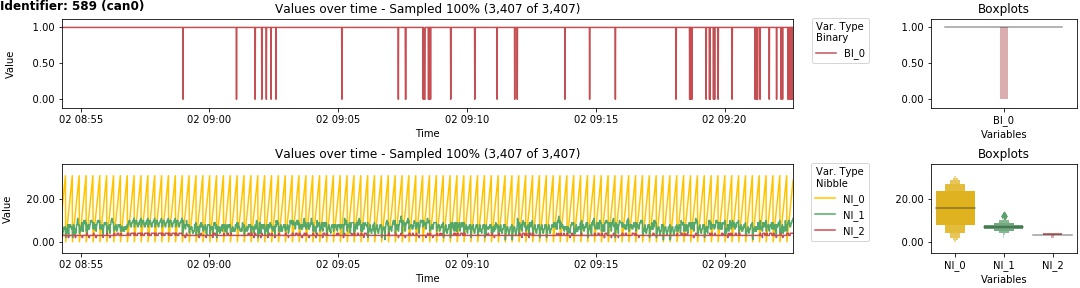 Identifier: 589 (can0)
Values over time - Sampled 100% (3,407 of 3,407)
Value
1.00
0.50
0.00
02 08:55
02 09:00
02 09:05
02 09:10
02 09:15
02 09:20
Time
Var. Type
Binary
BI_0
Boxplots
1.00
0.50
0.00
BI_0
Variables
Values over time - Sampled 100% (3,407 of 3,407)
Value
20.00
0.00
02 08:55
02 09:00
02 09:05
02 09:10
02 09:15
02 09:20
Time
Var. Type
Nibble
NI_0
NI_1
NI_2
Boxplots
20.00
0.00
NI_0
NI_1
NI_2
Variables